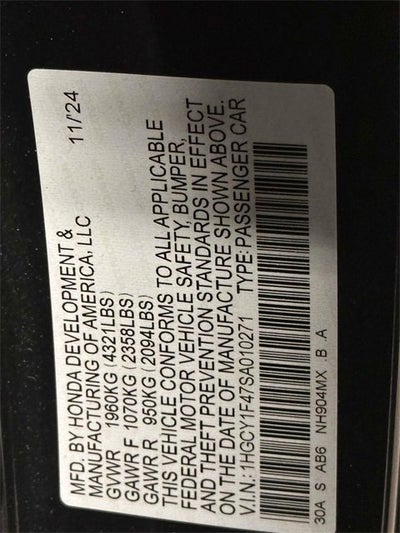 MFD. BY HONDA DEVELOPMENT &
MANUFACTURING OF AMERICA, LLC 11/24
GVWR 1960KG (4321LBS)
GAWR F 1070KG (2358LBS)
GAWR R 950KG (2094LBS)
THIS VEHICLE CONFORMS TO ALL APPLICABLE
FEDERAL MOTOR VEHICLE SAFETY, BUMPER,
AND THEFT PREVENTION STANDARDS IN EFFECT
ON THE DATE OF MANUFACTURE SHOWN ABOVE.
V.I.N.: 1HGCY1F47SA010271 TYPE: PASSENGER CAR
30A S AB6 NH904MX .B .A